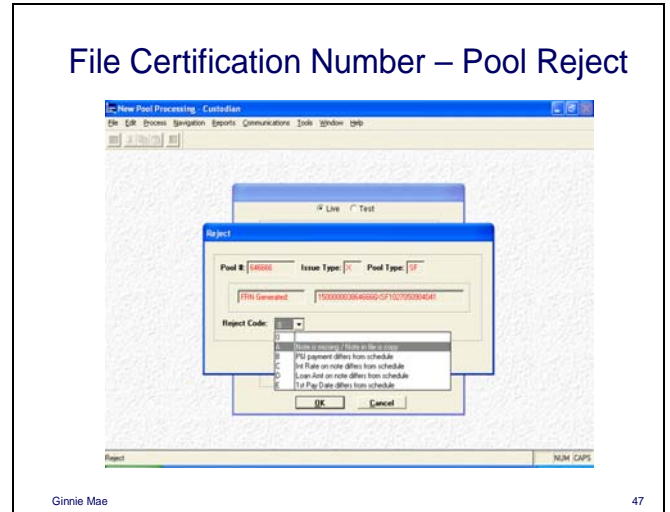 File Certification Number – Pool Reject
New Pool Processing - Custodian
File Edit Process Navigation Reports Communications Tools Window Help
Live Test
Reject
Pool #: 646666 Issue Type: X Pool Type: SF
FRN Generated:
Reject Code: 0
0
A Note is missing / Note in file is copy
B P&I payment differs from schedule
C Int Rate on note differs from schedule
D Loan Amt on note differs from schedule
E 1st Pay Date differs from schedule
OK Cancel
Reject NUM CAPS
Ginnie Mae 47